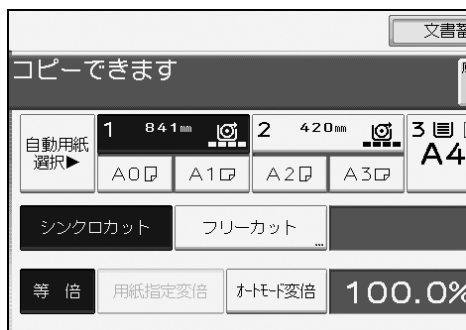 文書蓄
コピーできます
自動用紙
選択▶
1 841mm
2 420mm
3
A4
A0
A1
A2
A3
シンクロカット
フリーカット
...
等倍
用紙指定変倍
オートモード変倍
100.0%